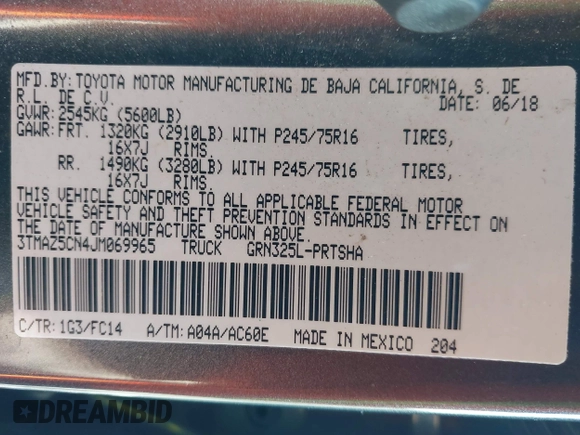 MFD.BY: TOYOTA MOTOR MANUFACTURING DE BAJA CALIFORNIA, S. DE
R.L. DE C.V. DATE: 06/18
GVWR: 2545KG (5600LB)
GAWR: FRT. 1320KG (2910LB) WITH P245/75R16 TIRES,
16X7J RIMS.
RR. 1490KG (3280LB) WITH P245/75R16 TIRES,
16X7J RIMS.
THIS VEHICLE CONFORMS TO ALL APPLICABLE FEDERAL MOTOR
VEHICLE SAFETY AND THEFT PREVENTION STANDARDS IN EFFECT ON
THE DATE OF MANUFACTURE SHOWN ABOVE.
3TMAZ5CN4JM069965 TRUCK GRN325L-PRTSHA
C/TR: 1G3/FC14 A/TM: A04A/AC60E MADE IN MEXICO 204
DREAMBID